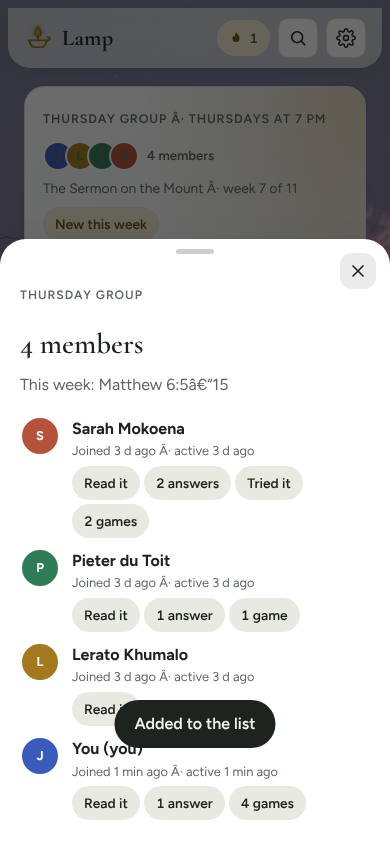 Lamp
1
THURSDAY GROUP Â· THURSDAYS AT 7 PM
4 members
The Sermon on the Mount Â· week 7 of 11
New this week
THURSDAY GROUP
4 members
This week: Matthew 6:5â€“15
S
Sarah Mokoena
Joined 3 d ago Â· active 3 d ago
Read it
2 answers
Tried it
2 games
P
Pieter du Toit
Joined 3 d ago Â· active 3 d ago
Read it
1 answer
1 game
L
Lerato Khumalo
Joined 3 d ago Â· active 3 d ago
Read
Added to the list
J
You (you)
Joined 1 min ago Â· active 1 min ago
Read it
1 answer
4 games